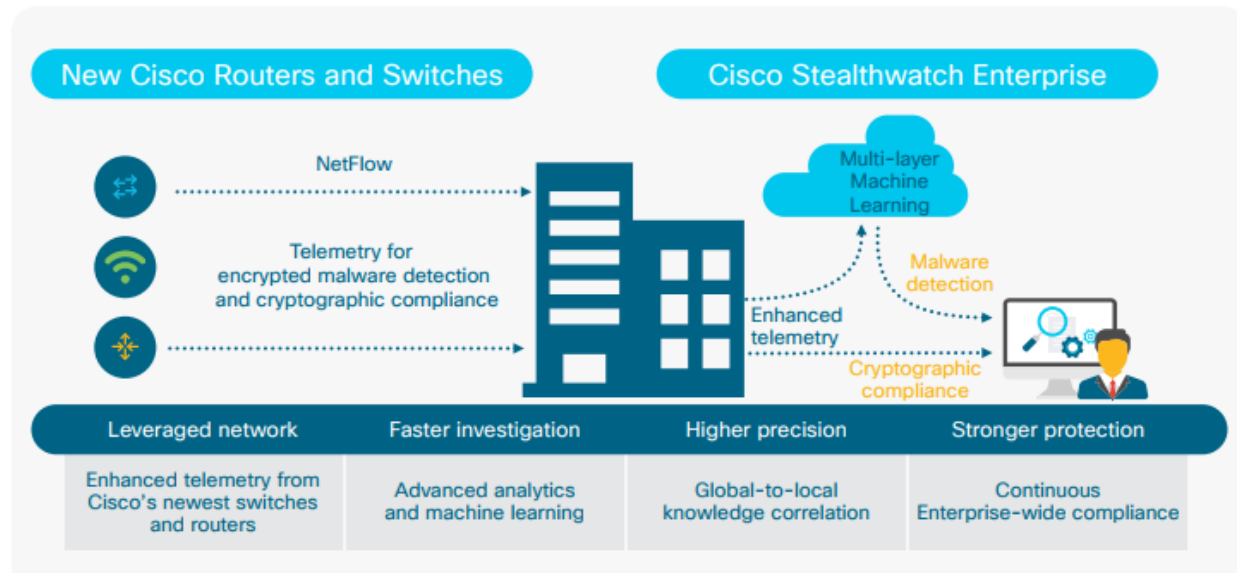 New Cisco Routers and Switches
Cisco Stealthwatch Enterprise
NetFlow
Telemetry for
encrypted malware detection
and cryptographic compliance
Multi-layer
Machine
Learning
Malware
detection
Enhanced
telemetry
Cryptographic
compliance
Leveraged network
Faster investigation
Higher precision
Stronger protection
Enhanced telemetry from
Cisco's newest switches
and routers
Advanced analytics
and machine learning
Global-to-local
knowledge correlation
Continuous
Enterprise-wide compliance